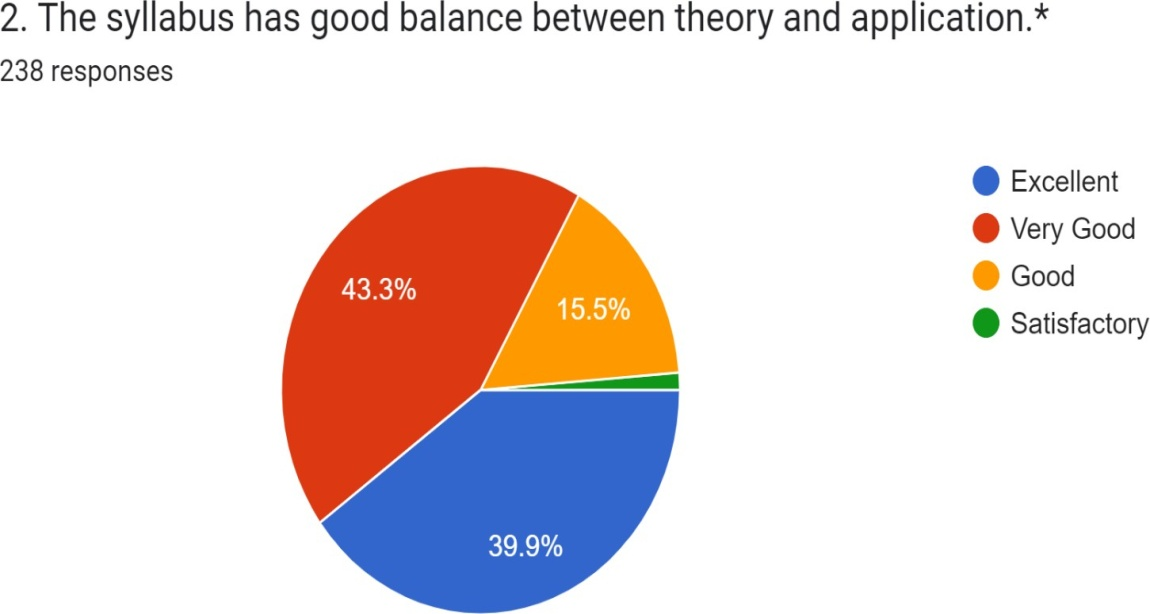 2. The syllabus has good balance between theory and application.*
238 responses
Excellent
Very Good
Good
Satisfactory
43.3%
15.5%
39.9%